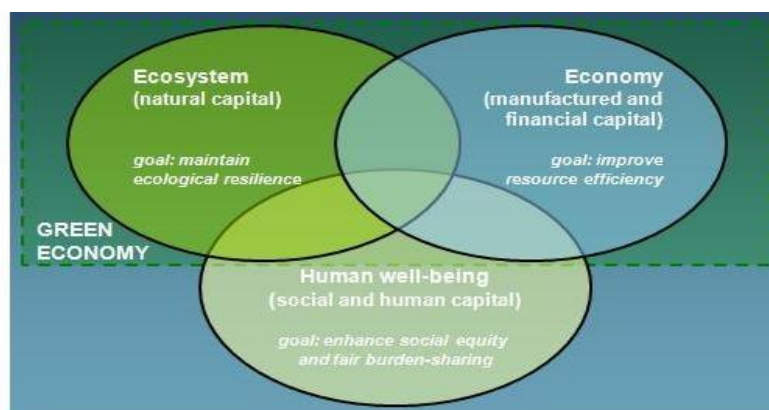 Ecosystem
(natural capital)
goal: maintain
ecological resilience
Economy
(manufactured and
financial capital)
goal: improve
resource efficiency
GREEN
ECONOMY
Human well-being
(social and human capital)
goal: enhance social equity
and fair burden-sharing